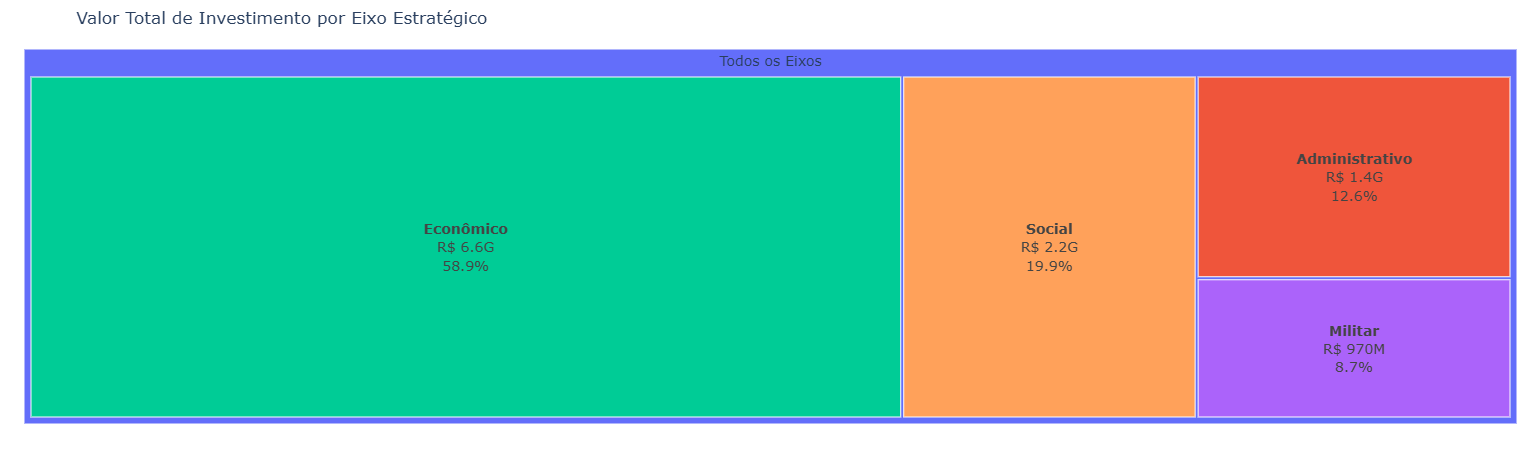 Valor Total de Investimento por Eixo Estratégico
Todos os Eixos
Econômico
R$ 6.6G
58.9%
Social
R$ 2.2G
19.9%
Administrativo
R$ 1.4G
12.6%
Militar
R$ 970M
8.7%